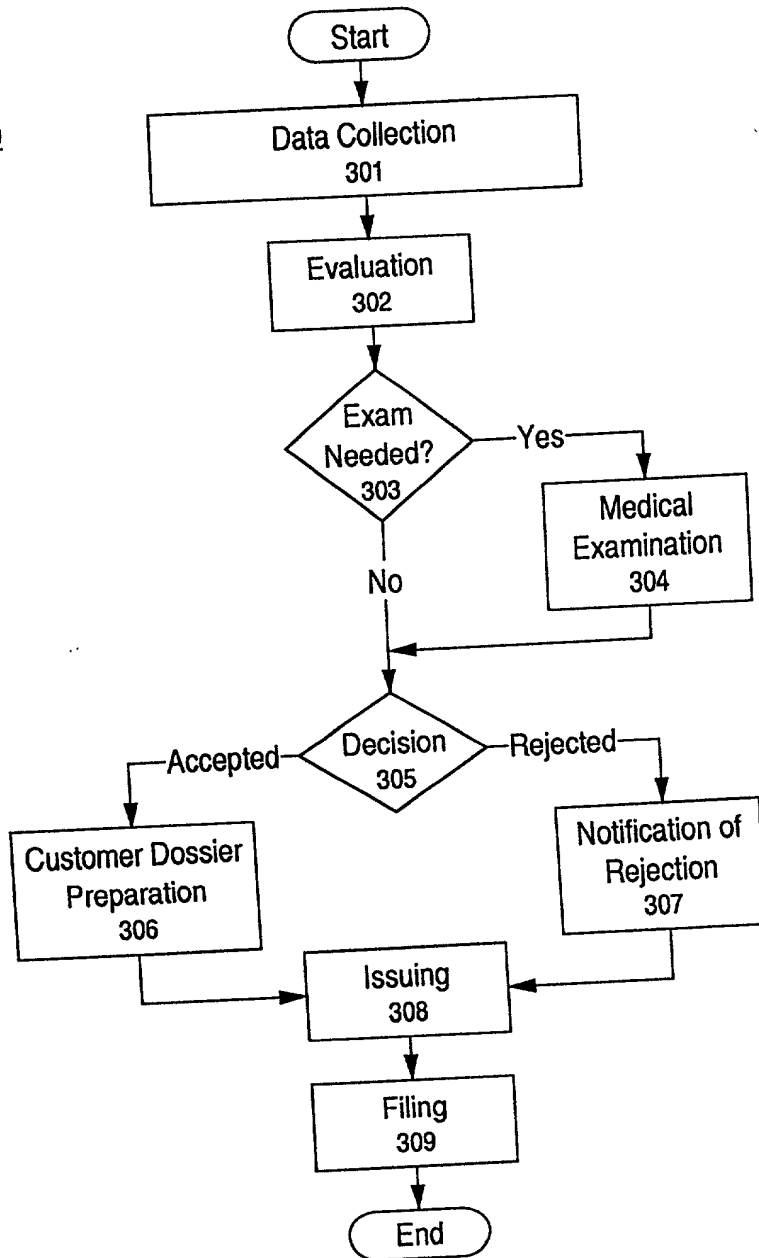 Start
Data Collection
301
Evaluation
302
Exam
Needed?
303
Yes
Medical
Examination
304
No
Decision
305
Accepted
Rejected
Customer Dossier
Preparation
306
Notification of
Rejection
307
Issuing
308
Filing
309
End